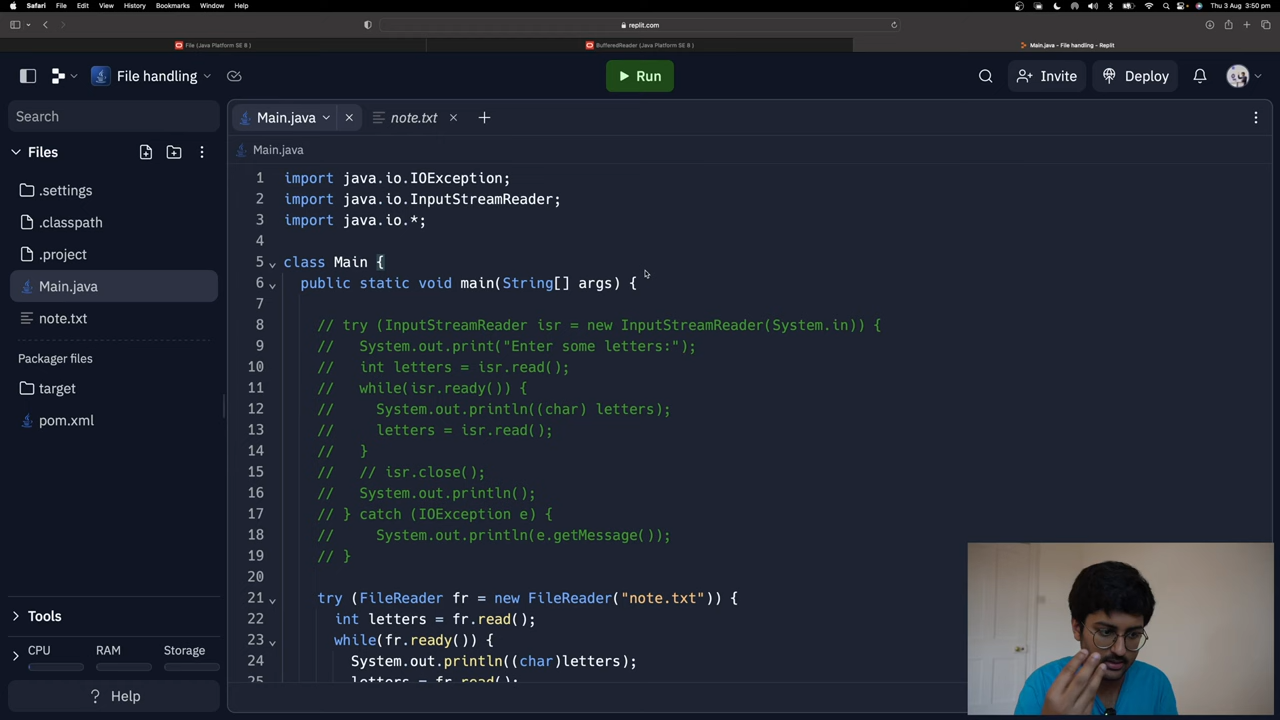 Safari File Edit View History Bookmarks Window Help Thu 3 Aug 3:50 pm
replit.com
File (Java Platform SE 8 ) BufferedReader (Java Platform SE 8 ) Main.java - File handling - Replit
File handling Run Invite Deploy
Search Main.java note.txt
Files Main.java
.settings
.classpath
.project
Main.java
note.txt
Packager files
target
pom.xml
Tools
CPU RAM Storage
? Help
1 import java.io.IOException;
2 import java.io.InputStreamReader;
3 import java.io.*;
4
5 class Main {
6 public static void main(String[] args) {
7
8 // try (InputStreamReader isr = new InputStreamReader(System.in)) {
9 // System.out.print("Enter some letters:");
10 // int letters = isr.read();
11 // while(isr.ready()) {
12 // System.out.println((char) letters);
13 // letters = isr.read();
14 // }
15 // // isr.close();
16 // System.out.println();
17 // } catch (IOException e) {
18 // System.out.println(e.getMessage());
19 // }
20
21 try (FileReader fr = new FileReader("note.txt")) {
22 int letters = fr.read();
23 while(fr.ready()) {
24 System.out.println((char)letters);
25 letters = fr.read();